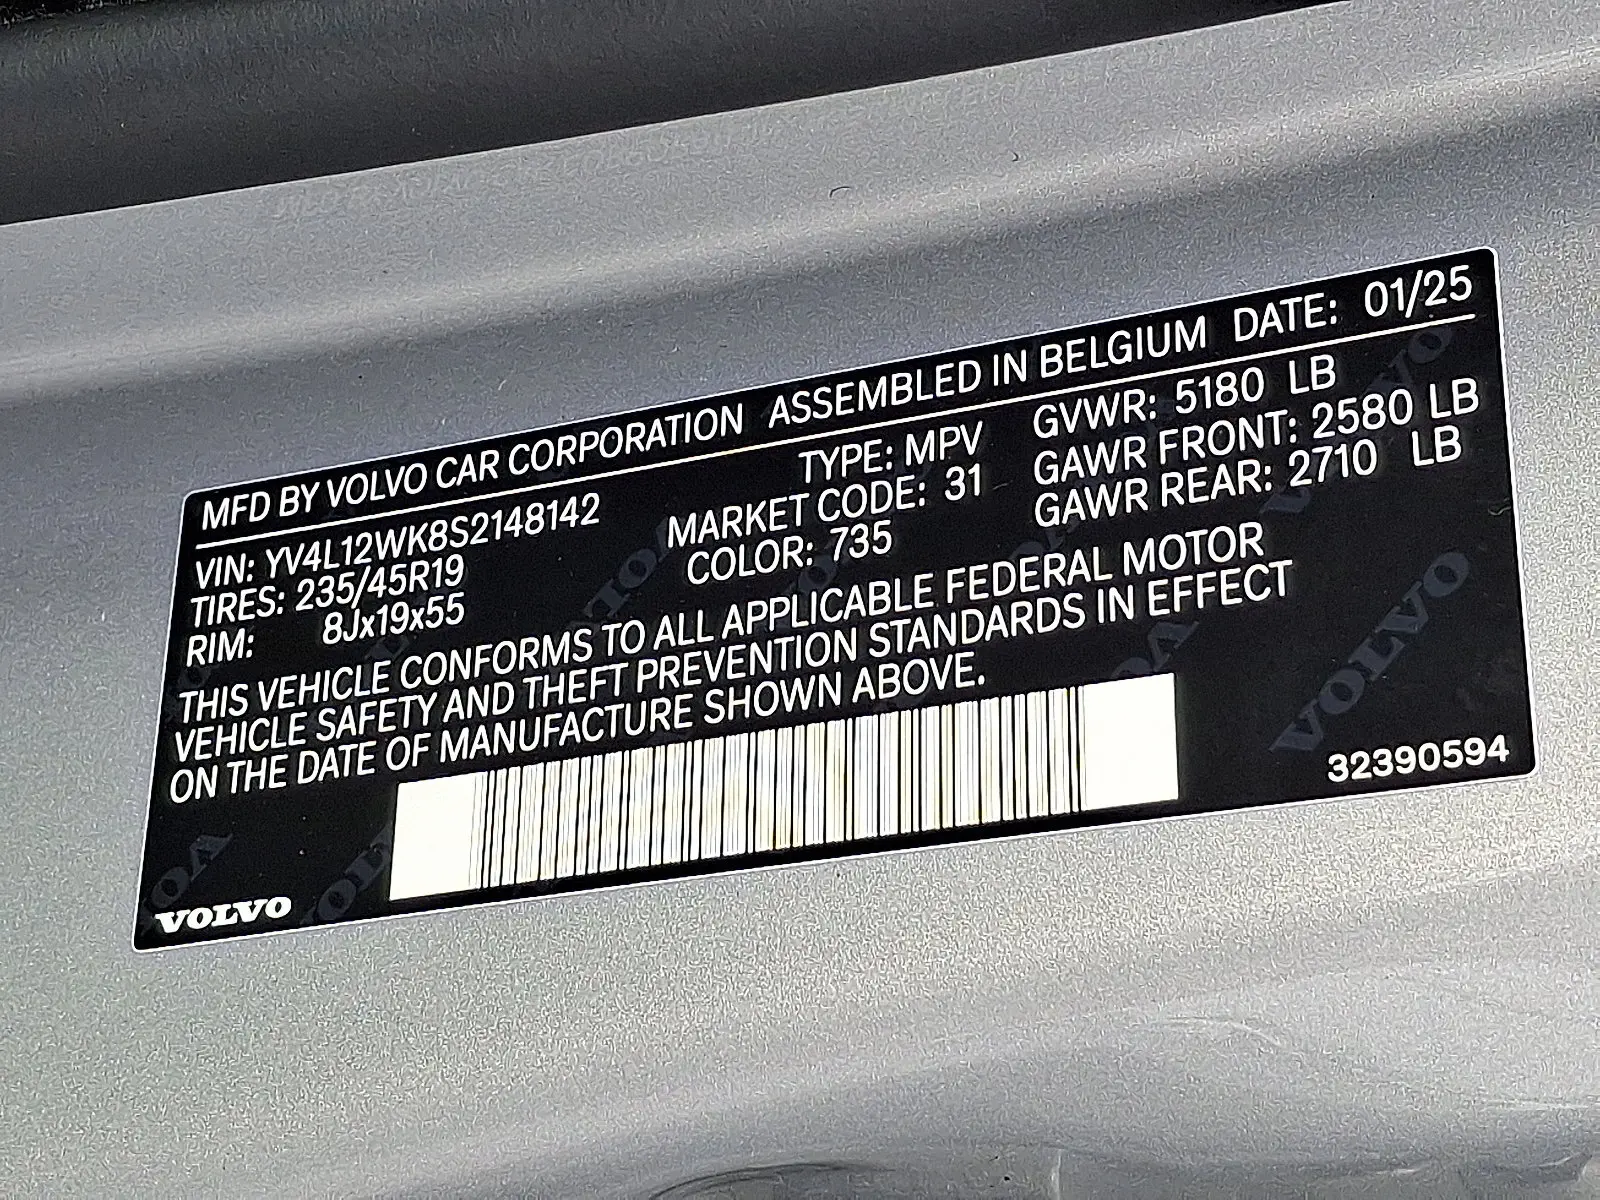 MFD BY VOLVO CAR CORPORATION ASSEMBLED IN BELGIUM DATE: 01/25
VIN: YV4L12WK8S2148142 TYPE: MPV GVWR: 5180 LB
TIRES: 235/45R19 MARKET CODE: 31 GAWR FRONT: 2580 LB
RIM: 8Jx19x55 COLOR: 735 GAWR REAR: 2710 LB
THIS VEHICLE CONFORMS TO ALL APPLICABLE FEDERAL MOTOR
VEHICLE SAFETY AND THEFT PREVENTION STANDARDS IN EFFECT
ON THE DATE OF MANUFACTURE SHOWN ABOVE.
32390594
VOLVO
VOLVO
VOLVO